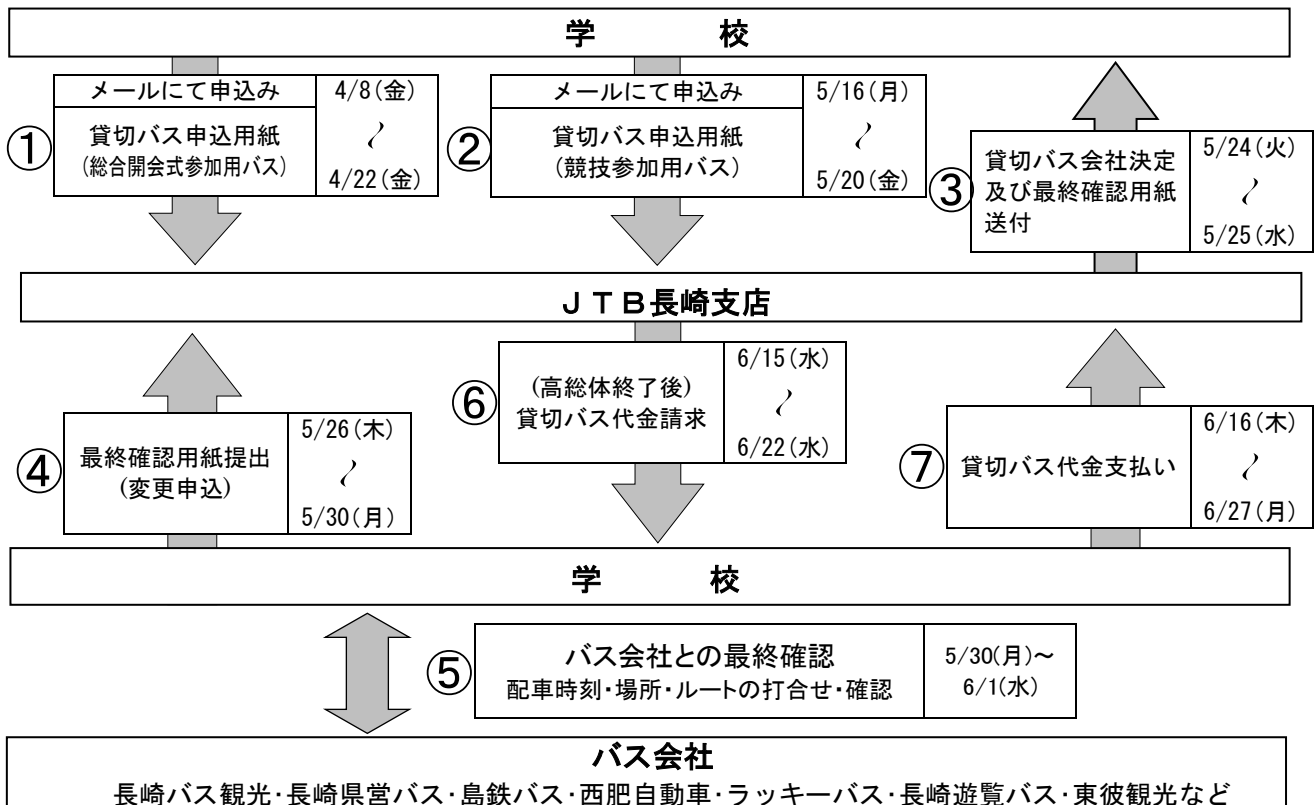 学　　　校
①
メールにて申込み
貸切バス申込用紙
(総合開会式参加用バス)
4/8(金)
〜
4/22(金)
②
メールにて申込み
貸切バス申込用紙
(競技参加用バス)
5/16(月)
〜
5/20(金)
③
貸切バス会社決定
及び最終確認用紙
送付
5/24(火)
〜
5/25(水)
ＪＴＢ長崎支店
④
最終確認用紙提出
(変更申込)
5/26(木)
〜
5/30(月)
⑥
(高総体終了後)
貸切バス代金請求
6/15(水)
〜
6/22(水)
⑦
貸切バス代金支払い
6/16(木)
〜
6/27(月)
学　　　校
⑤
バス会社との最終確認
配車時刻・場所・ルートの打合せ・確認
5/30(月)～
6/1(水)
バス会社
長崎バス観光・長崎県営バス・島鉄バス・西肥自動車・ラッキーバス・長崎遊覧バス・東彼観光など